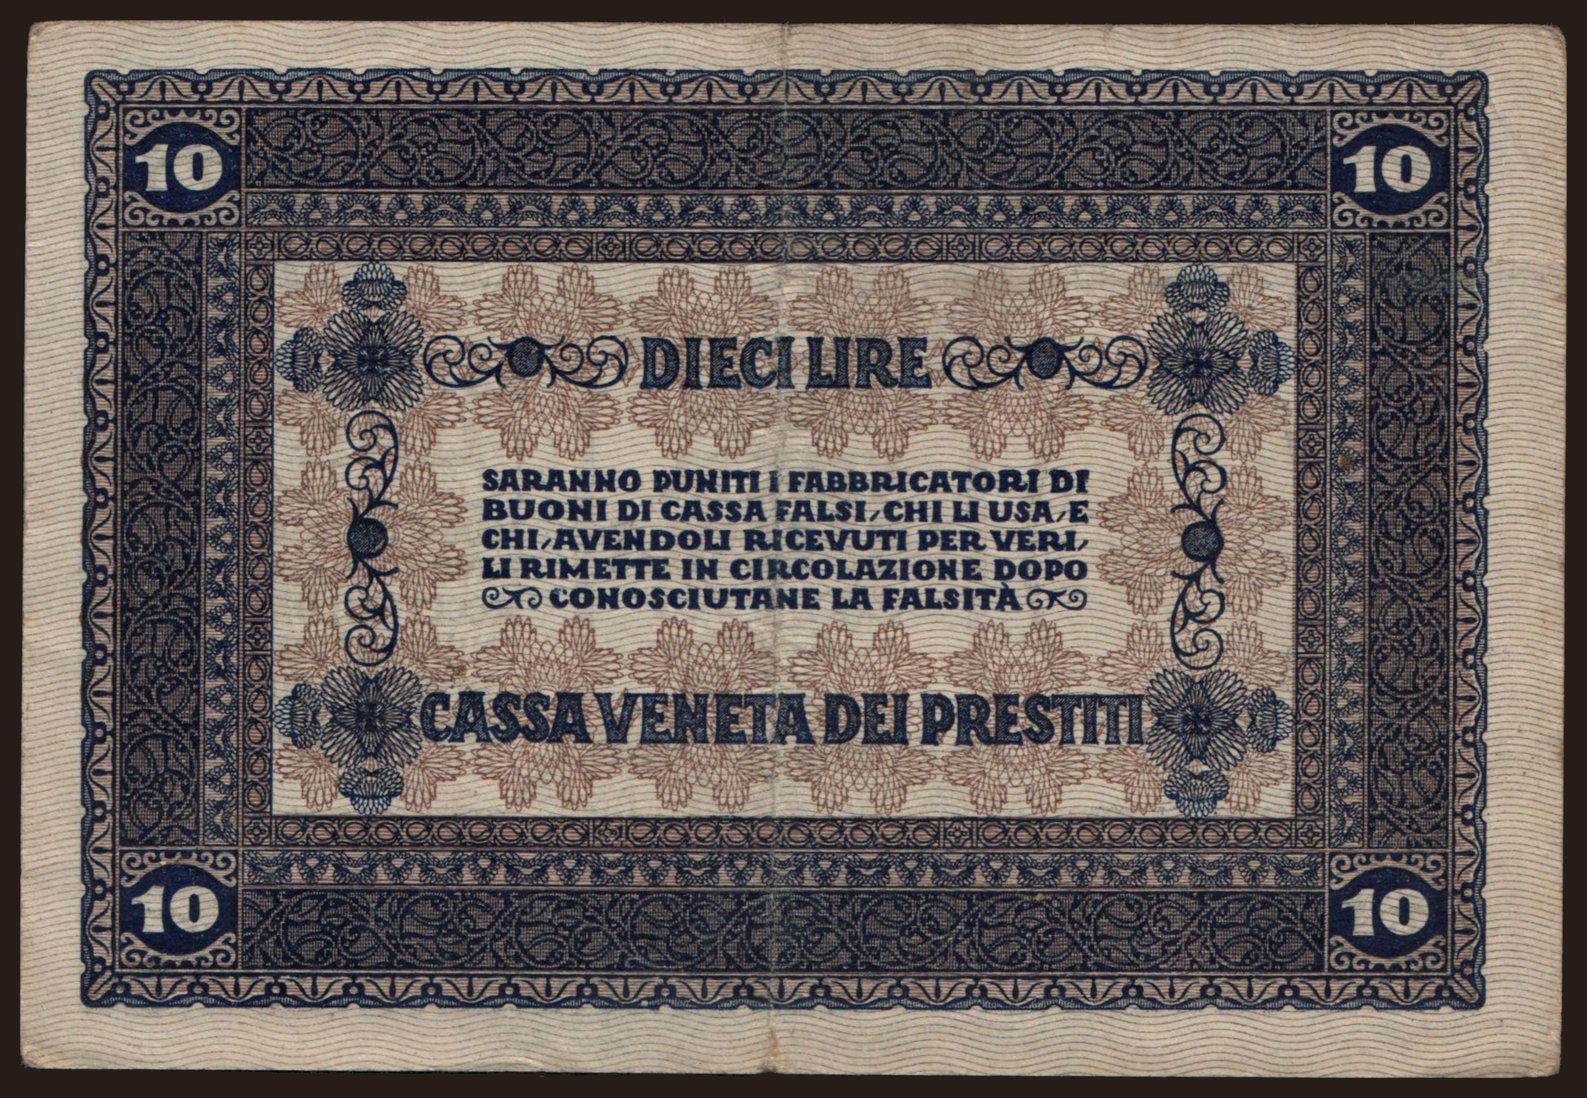 10 10
DIECI LIRE
SARANNO PUNITI I FABBRICATORI DI
BUONI DI CASSA FALSI, CHI LI USA, E
CHI, AVENDOLI RICEVUTI PER VERI,
LI RIMETTE IN CIRCOLAZIONE DOPO
CONOSCIUTANE LA FALSITÀ
CASSA VENETA DEI PRESTITI
10 10